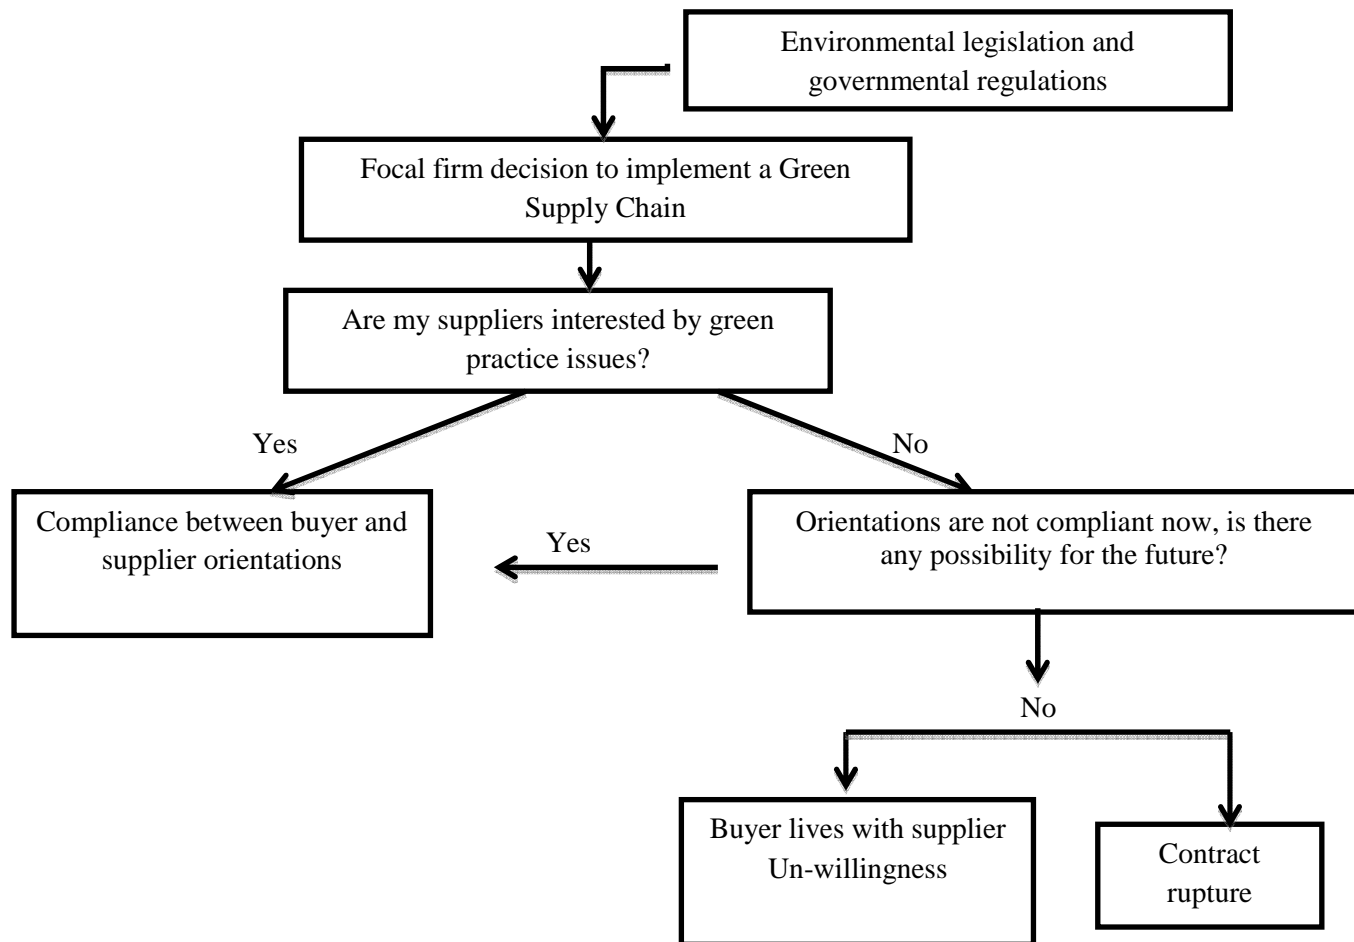 Environmental legislation and
governmental regulations
Focal firm decision to implement a Green
Supply Chain
Are my suppliers interested by green
practice issues?
Yes
No
Compliance between buyer and
supplier orientations
Yes
Orientations are not compliant now, is there
any possibility for the future?
No
Buyer lives with supplier
Un-willingness
Contract
rupture